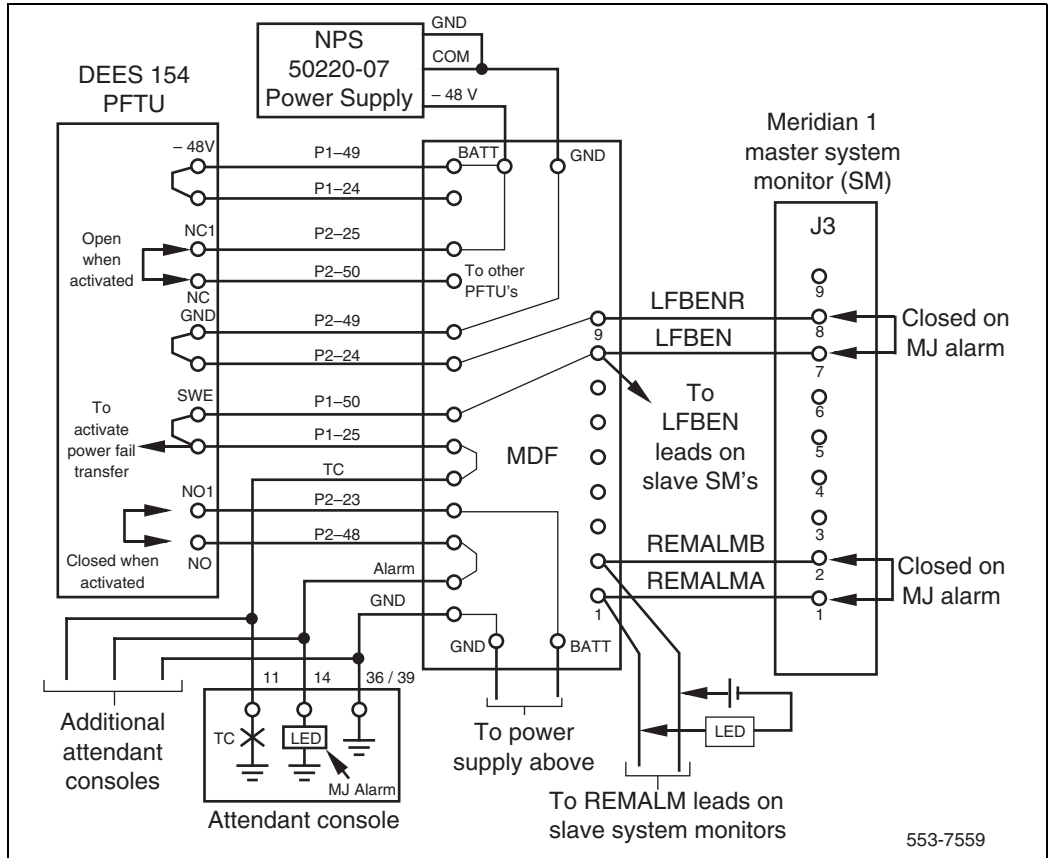 NPS
50220-07
Power Supply
GND
COM
– 48 V
DEES 154
PFTU
– 48V
NC1
Open
when
activated
NC
GND
SWE
To
activate
power fail
transfer
NO1
Closed when
activated
NO
P1–49
P1–24
P2–25
P2–50
P2–49
P2–24
P1–50
P1–25
TC
P2–23
P2–48
Alarm
GND
BATT
GND
To other
PFTU's
MDF
9
1
GND
BATT
To power
supply above
LFBENR
LFBEN
To
LFBEN
leads on
slave SM's
REMALMB
REMALMA
Meridian 1
master system
monitor (SM)
J3
9
8
7
6
5
4
3
2
1
Closed on
MJ alarm
Closed on
MJ alarm
LED
To REMALM leads on
slave system monitors
Additional
attendant
consoles
11
14
36 / 39
TC
LED
MJ Alarm
Attendant console
553-7559